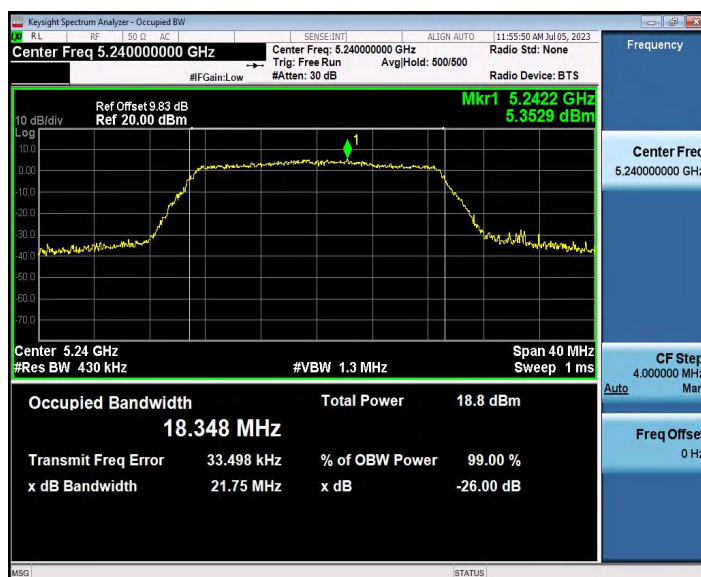 Keysight Spectrum Analyzer - Occupied BW
LXI RL RF 50 Ω AC SENSE:INT ALIGN AUTO 11:55:50 AM Jul 05, 2023
Center Freq 5.240000000 GHz
Center Freq: 5.240000000 GHz
Radio Std: None
Trig: Free Run Avg|Hold: 500/500
#IFGain:Low
#Atten: 30 dB
Radio Device: BTS
Ref Offset 9.83 dB
Mkr1 5.2422 GHz
10 dB/div Ref 20.00 dBm
5.3529 dBm
Log
1
10.0
0.00
-10.0
-20.0
-30.0
-40.0
-50.0
-60.0
-70.0
Center 5.24 GHz
Span 40 MHz
#Res BW 430 kHz
#VBW 1.3 MHz
Sweep 1 ms
Occupied Bandwidth
Total Power 18.8 dBm
18.348 MHz
Transmit Freq Error 33.498 kHz
% of OBW Power 99.00 %
x dB Bandwidth 21.75 MHz
x dB -26.00 dB
MSG
STATUS
Frequency
Center Freq
5.240000000 GHz
CF Step
4.000000 MHz
Auto Man
Freq Offset
0 Hz